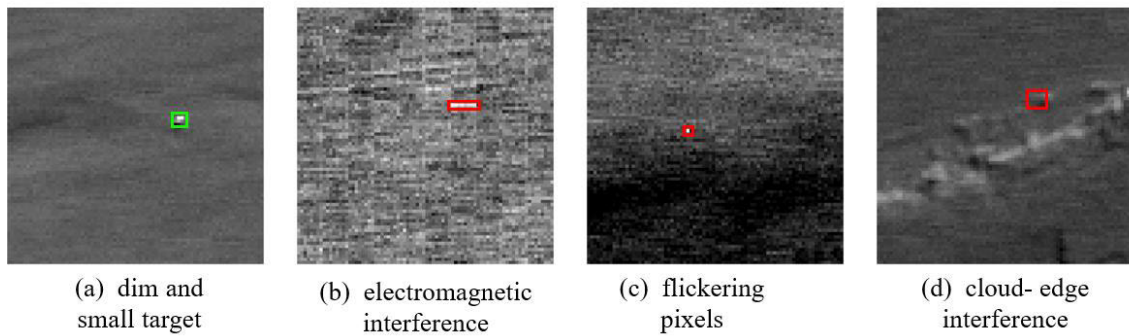 (a) dim and
small target
(b) electromagnetic
interference
(c) flickering
pixels
(d) cloud- edge
interference